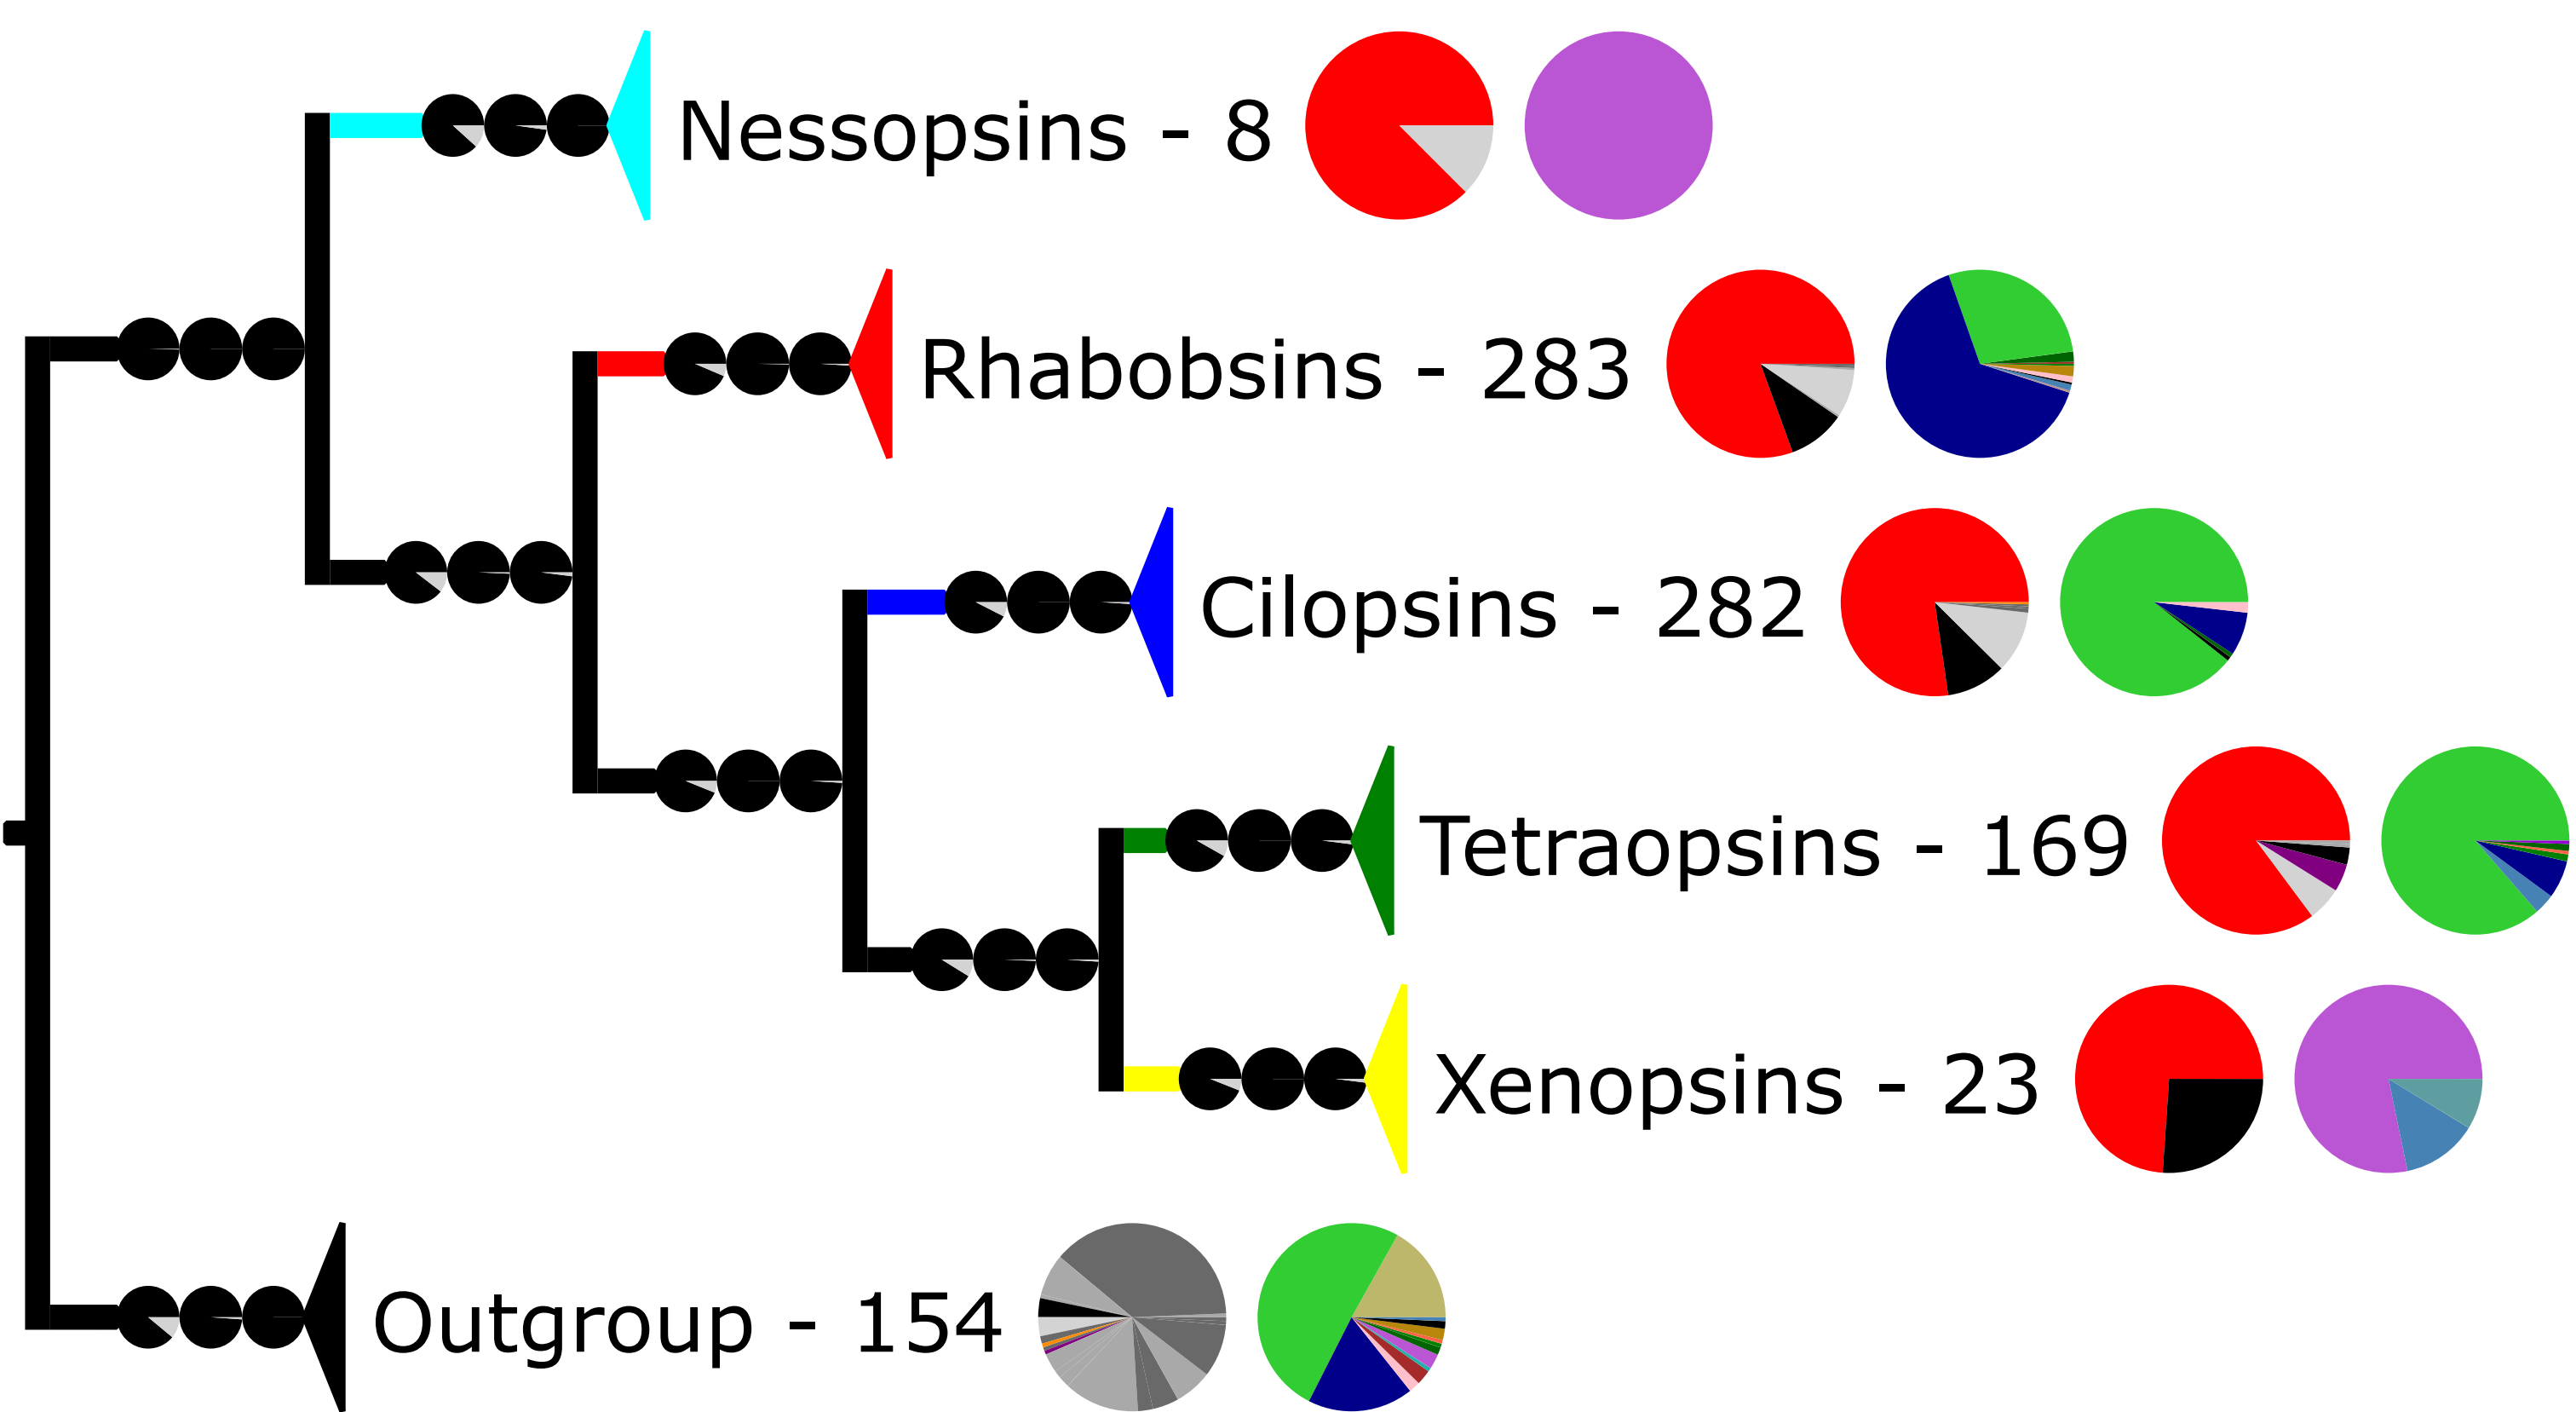 Nessopsins - 8
Rhabobsins - 283
Cilopsins - 282
Tetraopsins - 169
Xenopsins - 23
Outgroup - 154